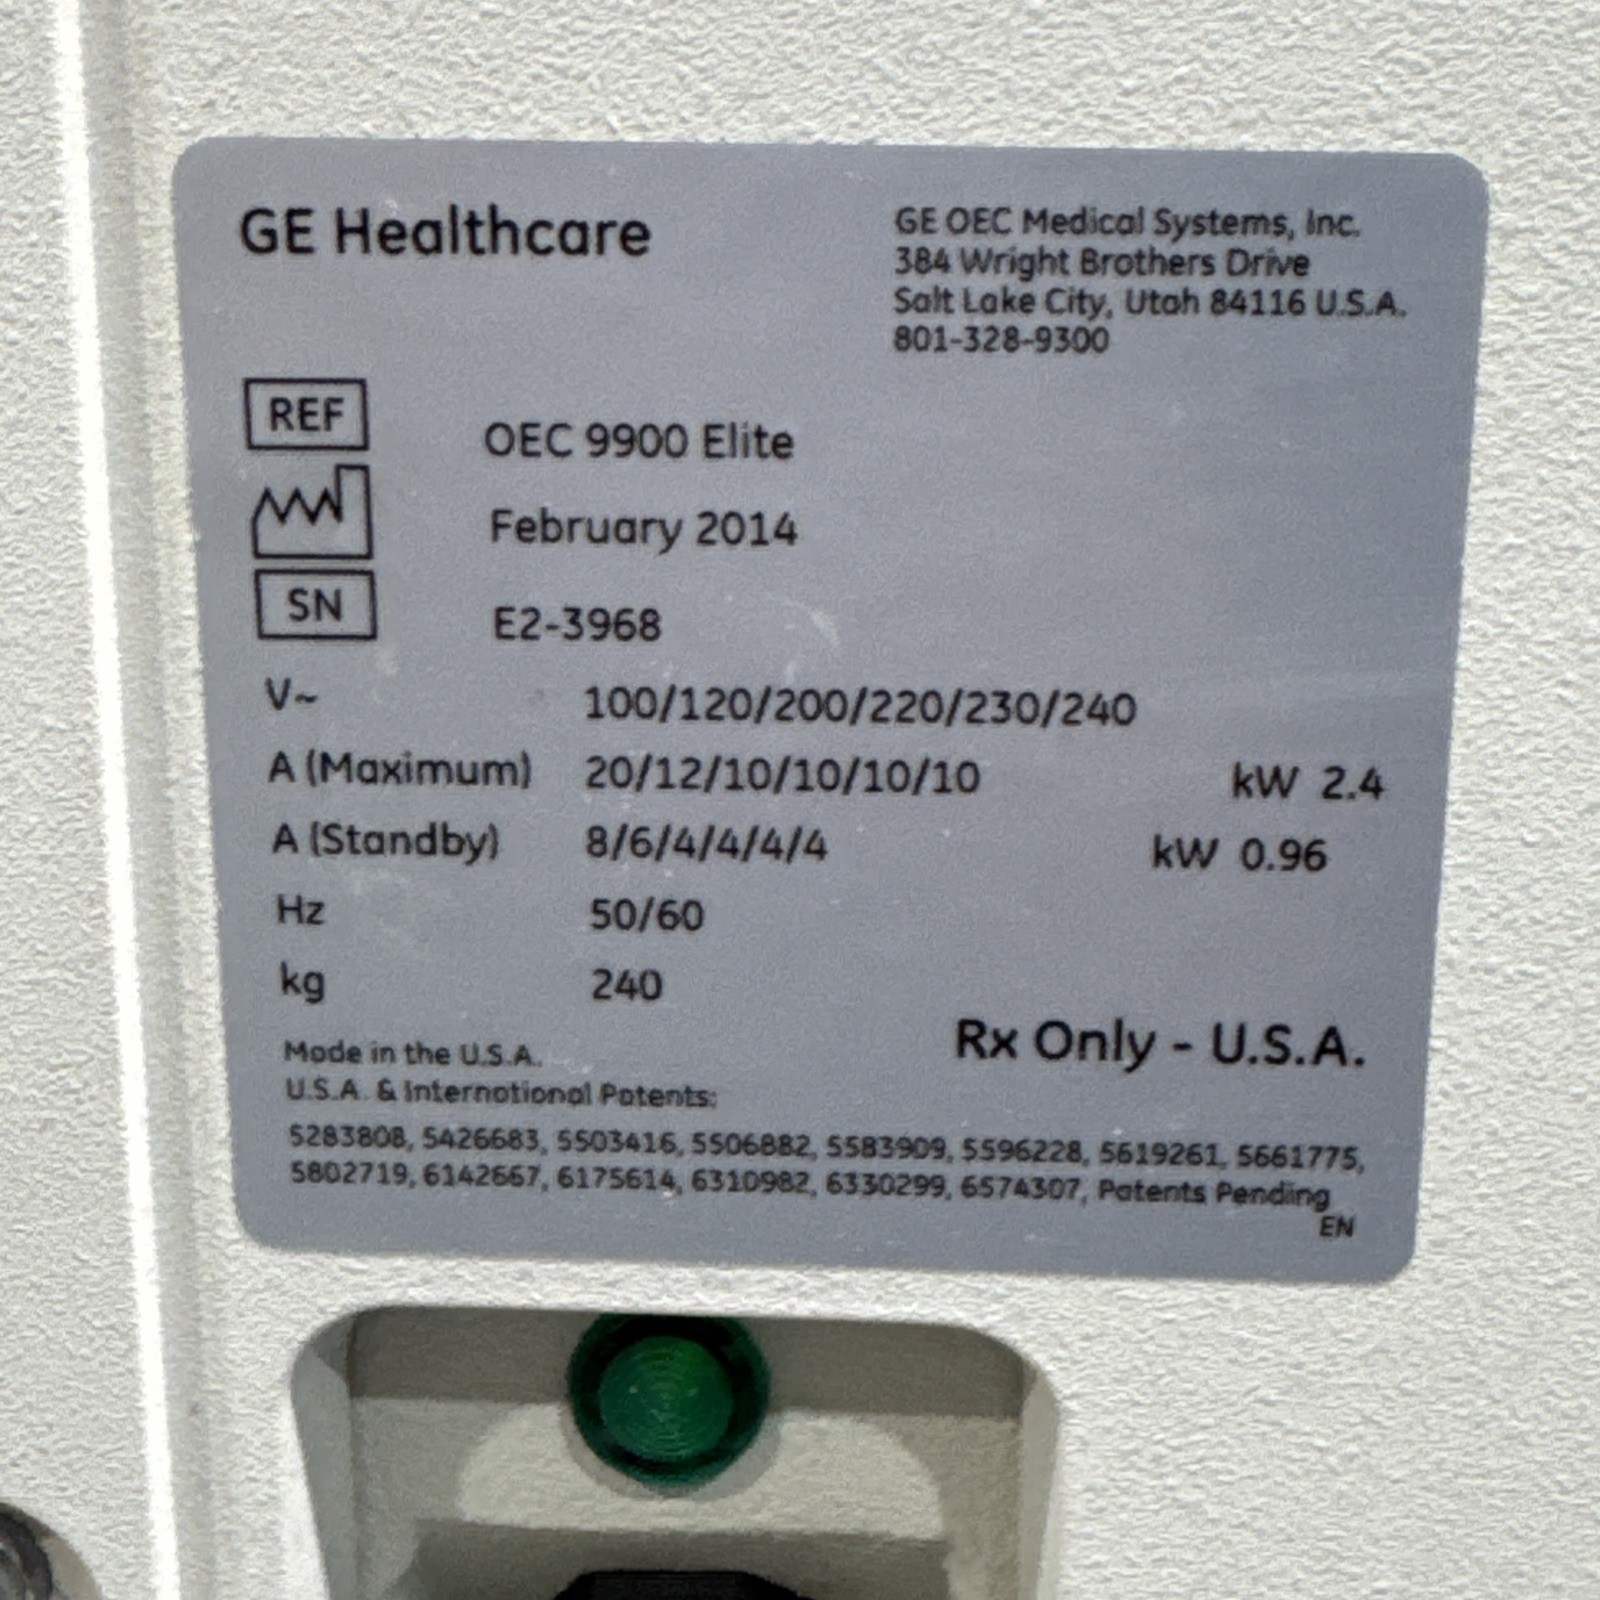 GE Healthcare
GE OEC Medical Systems, Inc.
384 Wright Brothers Drive
Salt Lake City, Utah 84116 U.S.A.
801-328-9300
REF OEC 9900 Elite
February 2014
SN E2-3968
V~ 100/120/200/220/230/240
A (Maximum) 20/12/10/10/10/10 kW 2.4
A (Standby) 8/6/4/4/4/4 kW 0.96
Hz 50/60
kg 240
Rx Only - U.S.A.
Made in the U.S.A.
U.S.A. & International Patents:
5283808, 5426683, 5503416, 5506882, 5583909, 5596228, 5619261, 5661775,
5802719, 6142667, 6175614, 6310982, 6330299, 6574307, Patents Pending
EN